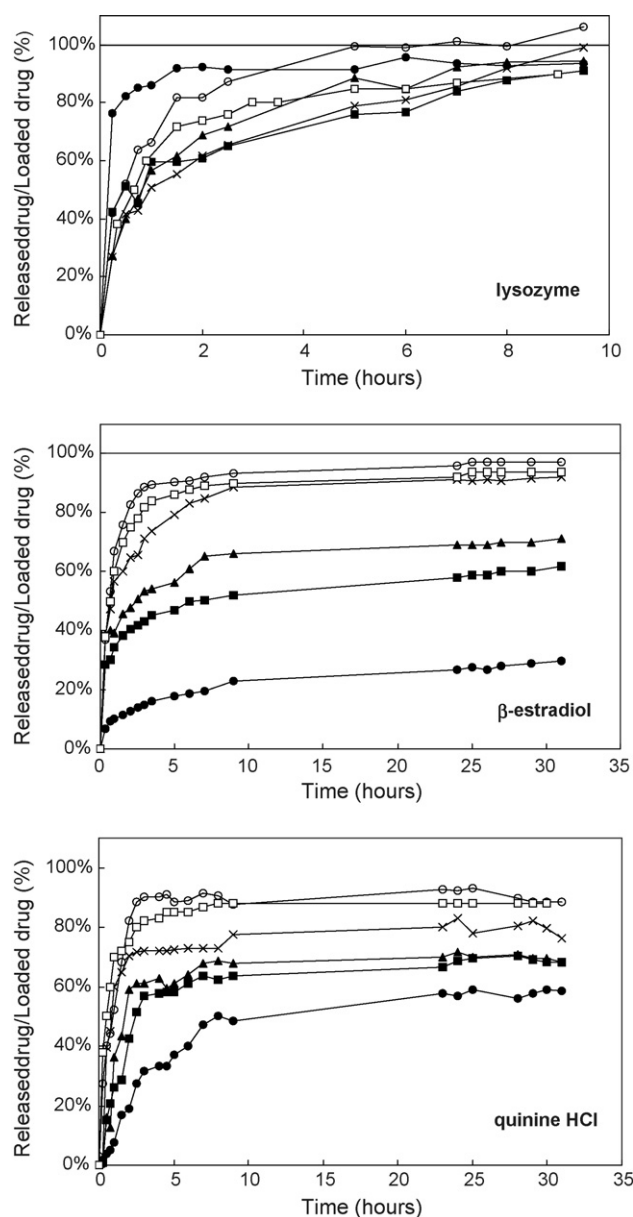 Releaseddrug/Loaded drug (%)
100%
80%
60%
40%
20%
0%
lysozyme
0 2 4 6 8 10
Time (hours)
Releaseddrug/Loaded drug (%)
100%
80%
60%
40%
20%
0%
β-estradiol
0 5 10 15 20 25 30 35
Time (hours)
Releaseddrug/Loaded drug (%)
100%
80%
60%
40%
20%
0%
quinine HCl
0 5 10 15 20 25 30 35
Time (hours)